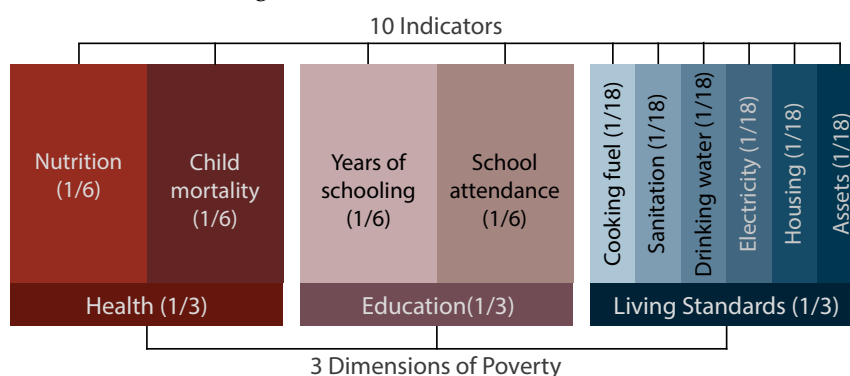 10 Indicators
Nutrition
(1/6)
Child
mortality
(1/6)
Years of
schooling
(1/6)
School
attendance
(1/6)
Cooking fuel (1/18)
Sanitation (1/18)
Drinking water (1/18)
Electricity (1/18)
Housing (1/18)
Assets (1/18)
Health (1/3)
Education(1/3)
Living Standards (1/3)
3 Dimensions of Poverty